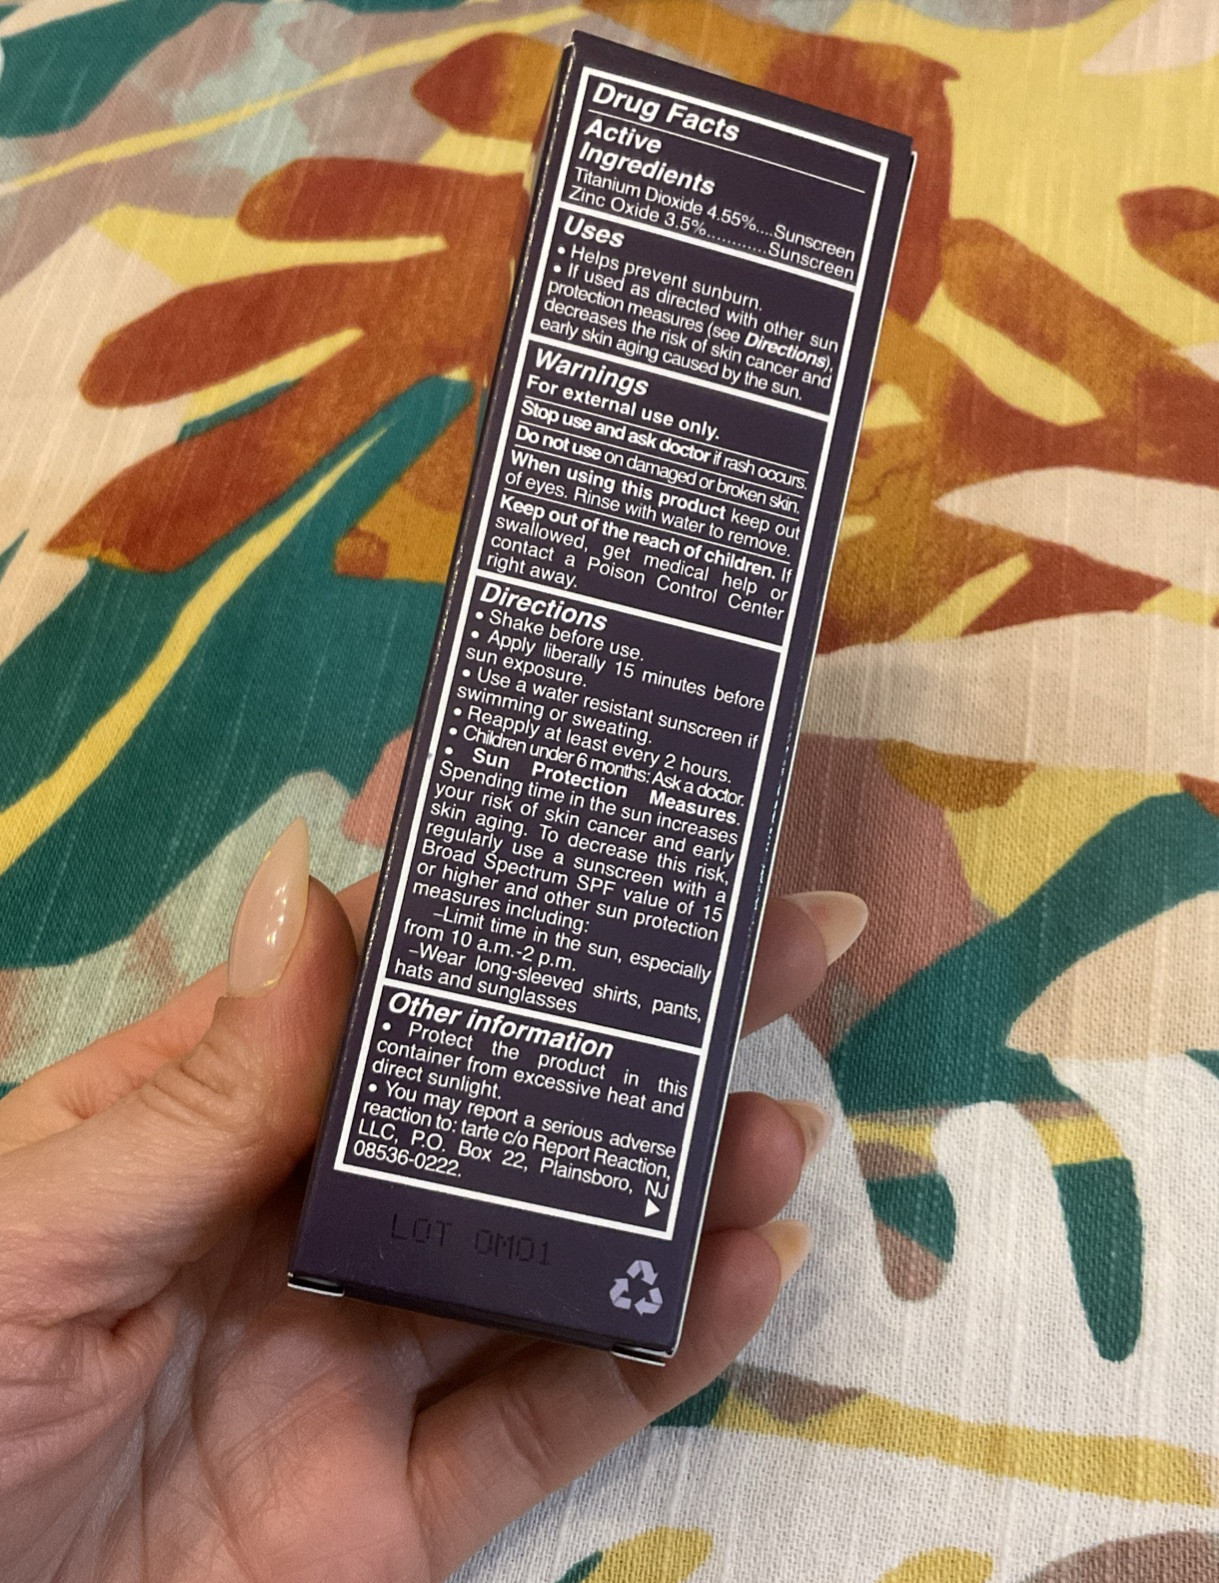 Drug Facts
Active
Ingredients
Titanium Dioxide 4.55%....Sunscreen
Zinc Oxide 3.5%...........Sunscreen
Uses
• Helps prevent sunburn.
• If used as directed with other sun
protection measures (see Directions),
decreases the risk of skin cancer and
early skin aging caused by the sun.
Warnings
For external use only.
Stop use and ask doctor if rash occurs.
Do not use on damaged or broken skin.
When using this product keep out
of eyes. Rinse with water to remove.
Keep out of the reach of children. If
swallowed, get medical help or
contact a Poison Control Center
right away.
Directions
• Shake before use.
• Apply liberally 15 minutes before
sun exposure.
• Use a water resistant sunscreen if
swimming or sweating.
• Reapply at least every 2 hours.
• Children under 6 months: Ask a doctor.
• Sun Protection Measures.
Spending time in the sun increases
your risk of skin cancer and early
skin aging. To decrease this risk,
regularly use a sunscreen with a
Broad Spectrum SPF value of 15
or higher and other sun protection
measures including:
–Limit time in the sun, especially
from 10 a.m.-2 p.m.
–Wear long-sleeved shirts, pants,
hats and sunglasses
Other information
• Protect the product in this
container from excessive heat and
direct sunlight.
• You may report a serious adverse
reaction to: tarte c/o Report Reaction,
LLC, P.O. Box 22, Plainsboro, NJ
08536-0222.
LOT 0M01